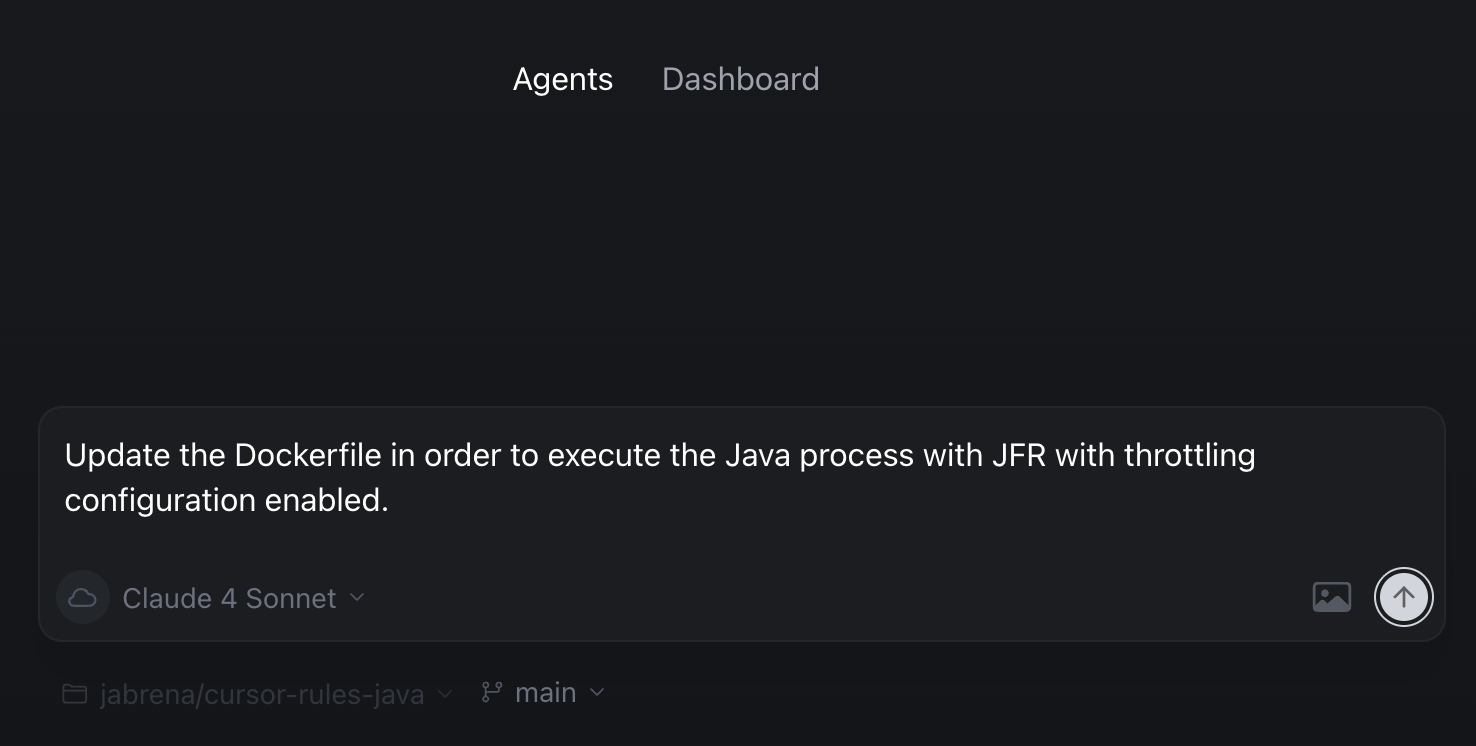 Agents Dashboard
Update the Dockerfile in order to execute the Java process with JFR with throttling
configuration enabled.
Claude 4 Sonnet
jabrena/cursor-rules-java main